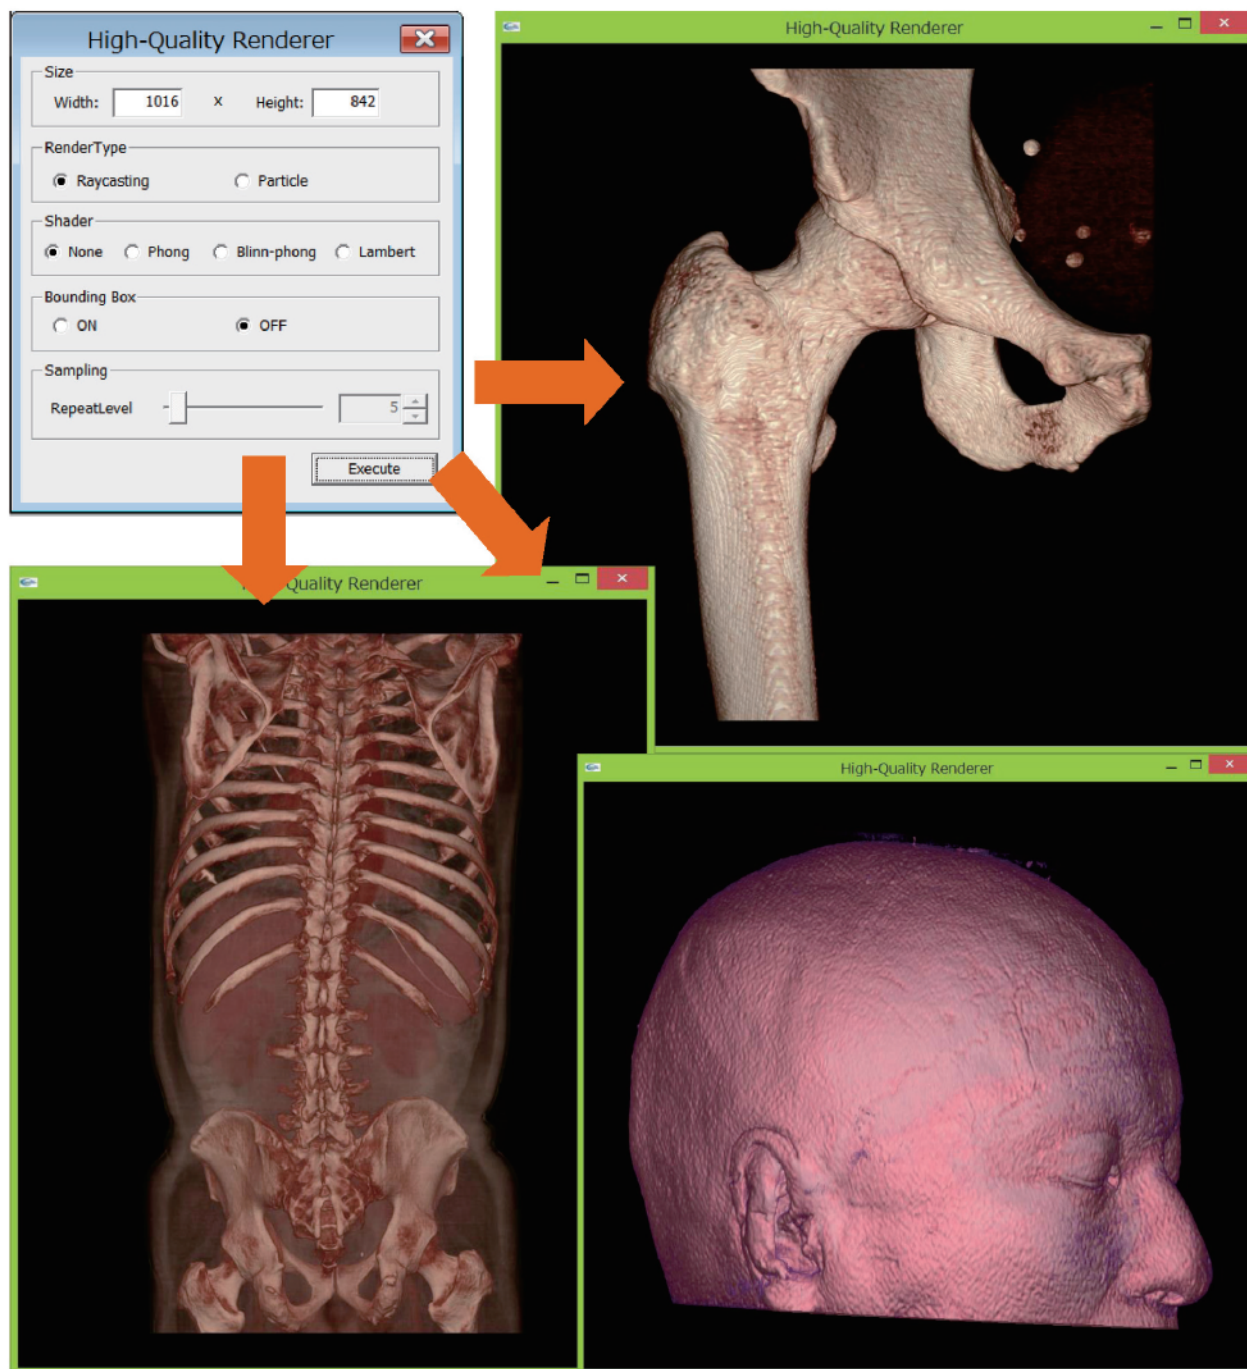 High-Quality Renderer
Size
Width: 1016 x Height: 842
RenderType
Raycasting Particle
Shader
None Phong Blinn-phong Lambert
Bounding Box
ON OFF
Sampling
RepeatLevel 5
Execute
High-Quality Renderer
Quality Renderer
High-Quality Renderer